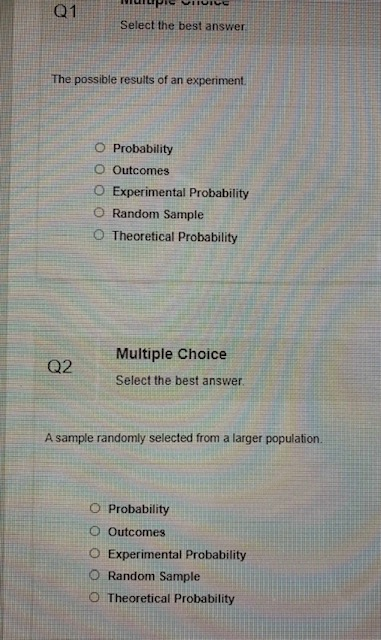 Q1
Multiple Choice
Select the best answer.
The possible results of an experiment.
Probability
Outcomes
Experimental Probability
Random Sample
Theoretical Probability
Q2
Multiple Choice
Select the best answer.
A sample randomly selected from a larger population.
Probability
Outcomes
Experimental Probability
Random Sample
Theoretical Probability